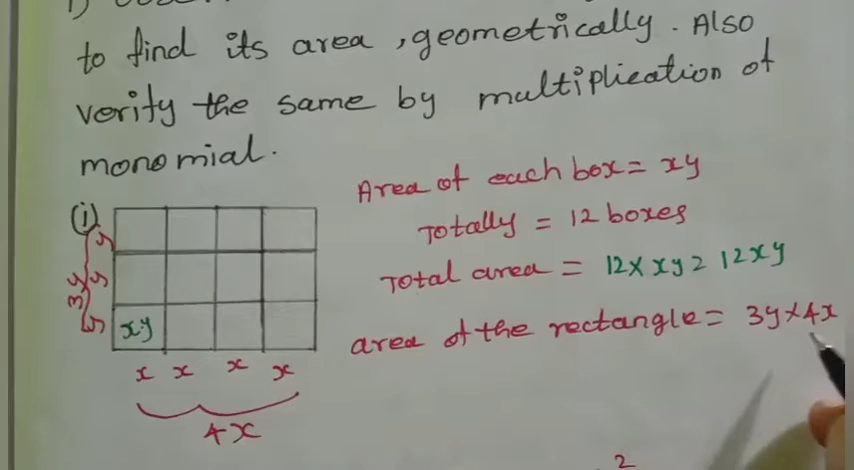 to find its area, geometrically. Also
verify the same by multiplication of
monomial.
(i)
y
y
y
3y
xy
x x x x
4x
Area of each box = xy
Totally = 12 boxes
Total area = 12 × xy = 12xy
area of the rectangle = 3y×4x
2